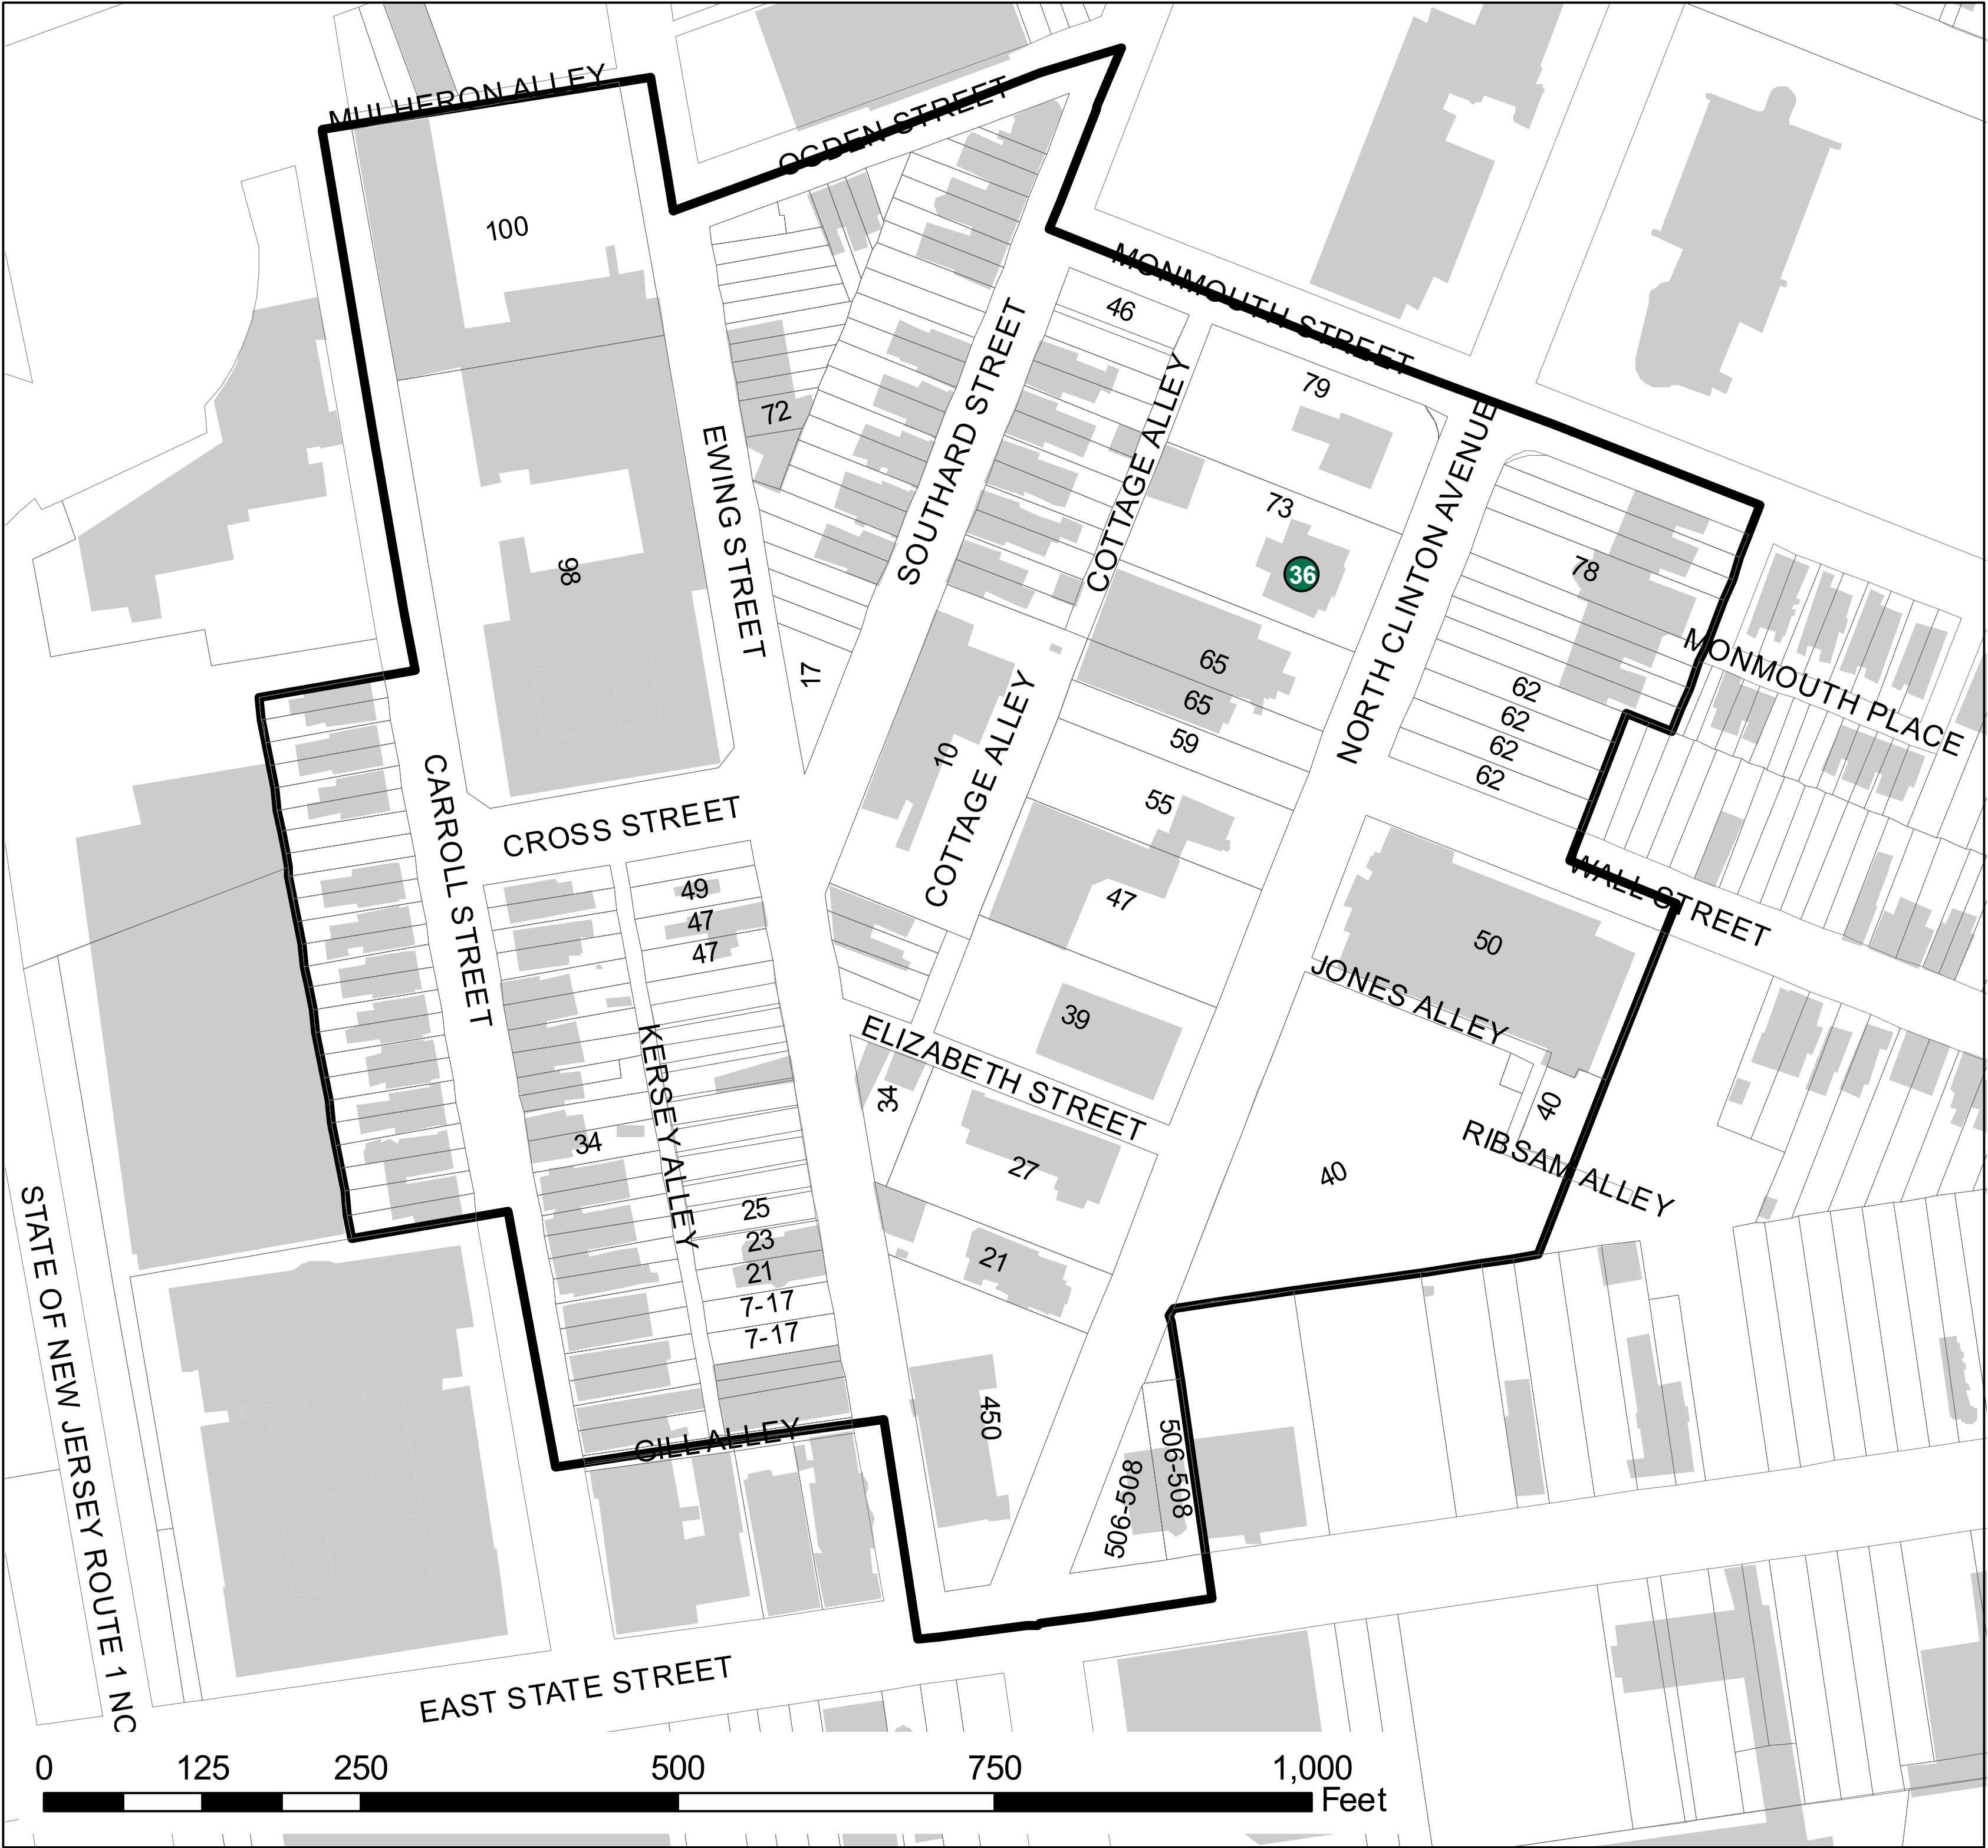 MULHERON ALLEY
OGDEN STREET
100
MONMOUTH STREET
46
79
72
EWING STREET
SOUTHARD STREET
COTTAGE ALLEY
73
36
NORTH CLINTON AVENUE
78
98
17
65
65
59
62
62
62
62
MONMOUTH PLACE
CARROLL STREET
CROSS STREET
10
COTTAGE ALLEY
55
47
WALL STREET
49
47
47
50
JONES ALLEY
39
ELIZABETH STREET
KERSEY ALLEY
34
34
27
40
40
RIBSAM ALLEY
25
23
21
7-17
7-17
21
450
506-508
506-508
GILL ALLEY
STATE OF NEW JERSEY ROUTE 1 NO
EAST STATE STREET
0 125 250 500 750 1,000
Feet